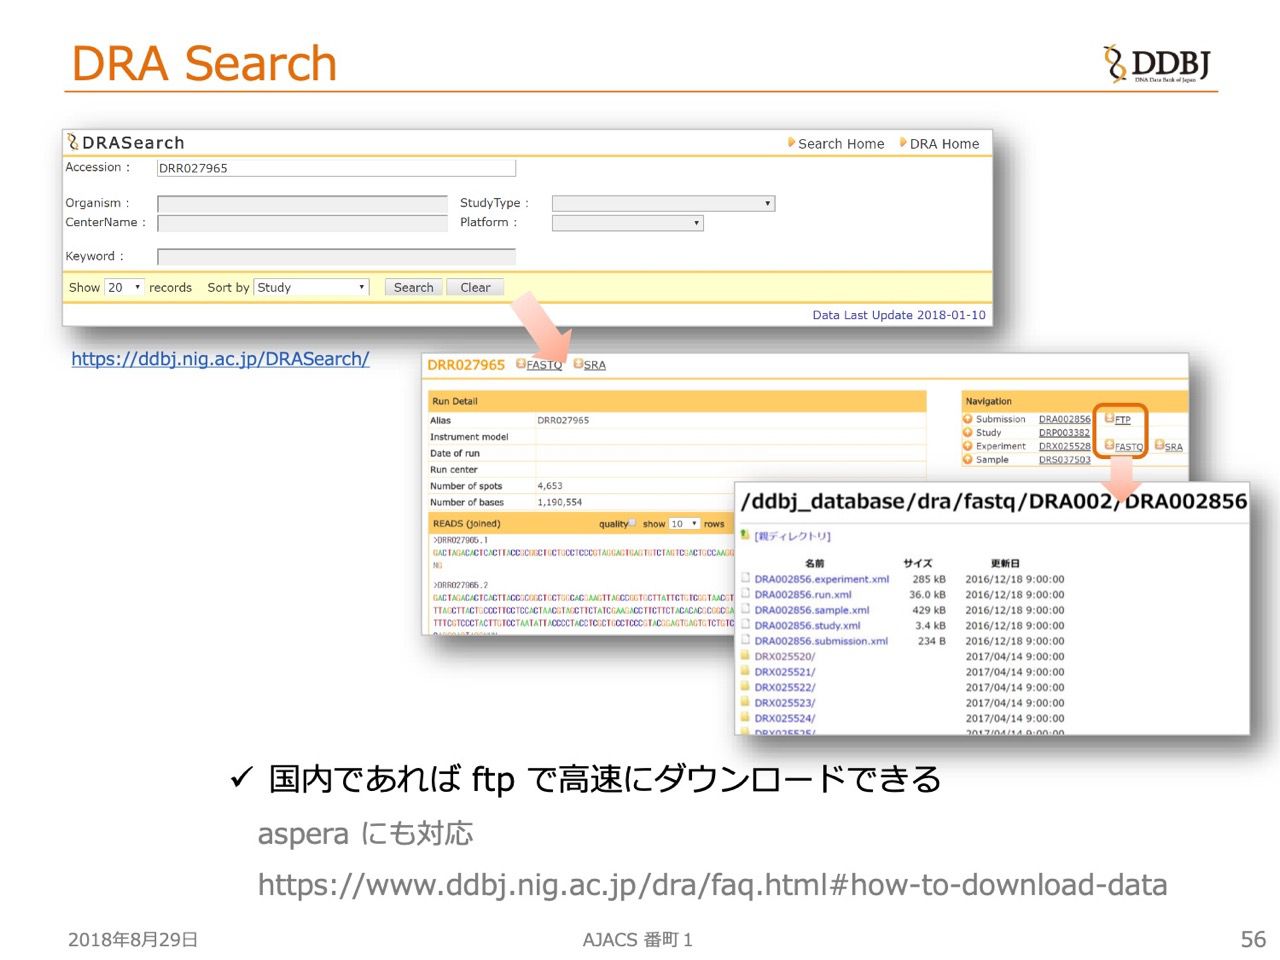 DRA Search
DDBJ
DNA Data Bank of Japan
DRASearch
Search Home
DRA Home
Accession :
DRR027965
Organism :
StudyType :
CenterName :
Platform :
Keyword :
Show 20 records Sort by Study Search Clear
Data Last Update 2018-01-10
https://ddbj.nig.ac.jp/DRASearch/
DRR027965 FASTQ SRA
Run Detail
Alias DRR027965
Instrument model
Date of run
Run center
Number of spots 4,653
Number of bases 1,190,554
READS (joined) quality show 10 rows
>DRR027965.1
NG
>DRR027965.2
Navigation
Submission DRA002856 FTP
Study DRP003382
Experiment DRX025528 FASTQ SRA
Sample DRS037503
/ddbj_database/dra/fastq/DRA002/DRA002856
[親ディレクトリ]
名前 サイズ 更新日
DRA002856.experiment.xml 285 kB 2016/12/18 9:00:00
DRA002856.run.xml 36.0 kB 2016/12/18 9:00:00
DRA002856.sample.xml 429 kB 2016/12/18 9:00:00
DRA002856.study.xml 3.4 kB 2016/12/18 9:00:00
DRA002856.submission.xml 234 B 2016/12/18 9:00:00
DRX025520/ 2017/04/14 9:00:00
DRX025521/ 2017/04/14 9:00:00
DRX025522/ 2017/04/14 9:00:00
DRX025523/ 2017/04/14 9:00:00
DRX025524/ 2017/04/14 9:00:00
DRX025525/ 2017/04/14 9:00:00
✓ 国内であれば ftp で高速にダウンロードできる
aspera にも対応
https://www.ddbj.nig.ac.jp/dra/faq.html#how-to-download-data
2018年8月29日
AJACS 番町 1
56